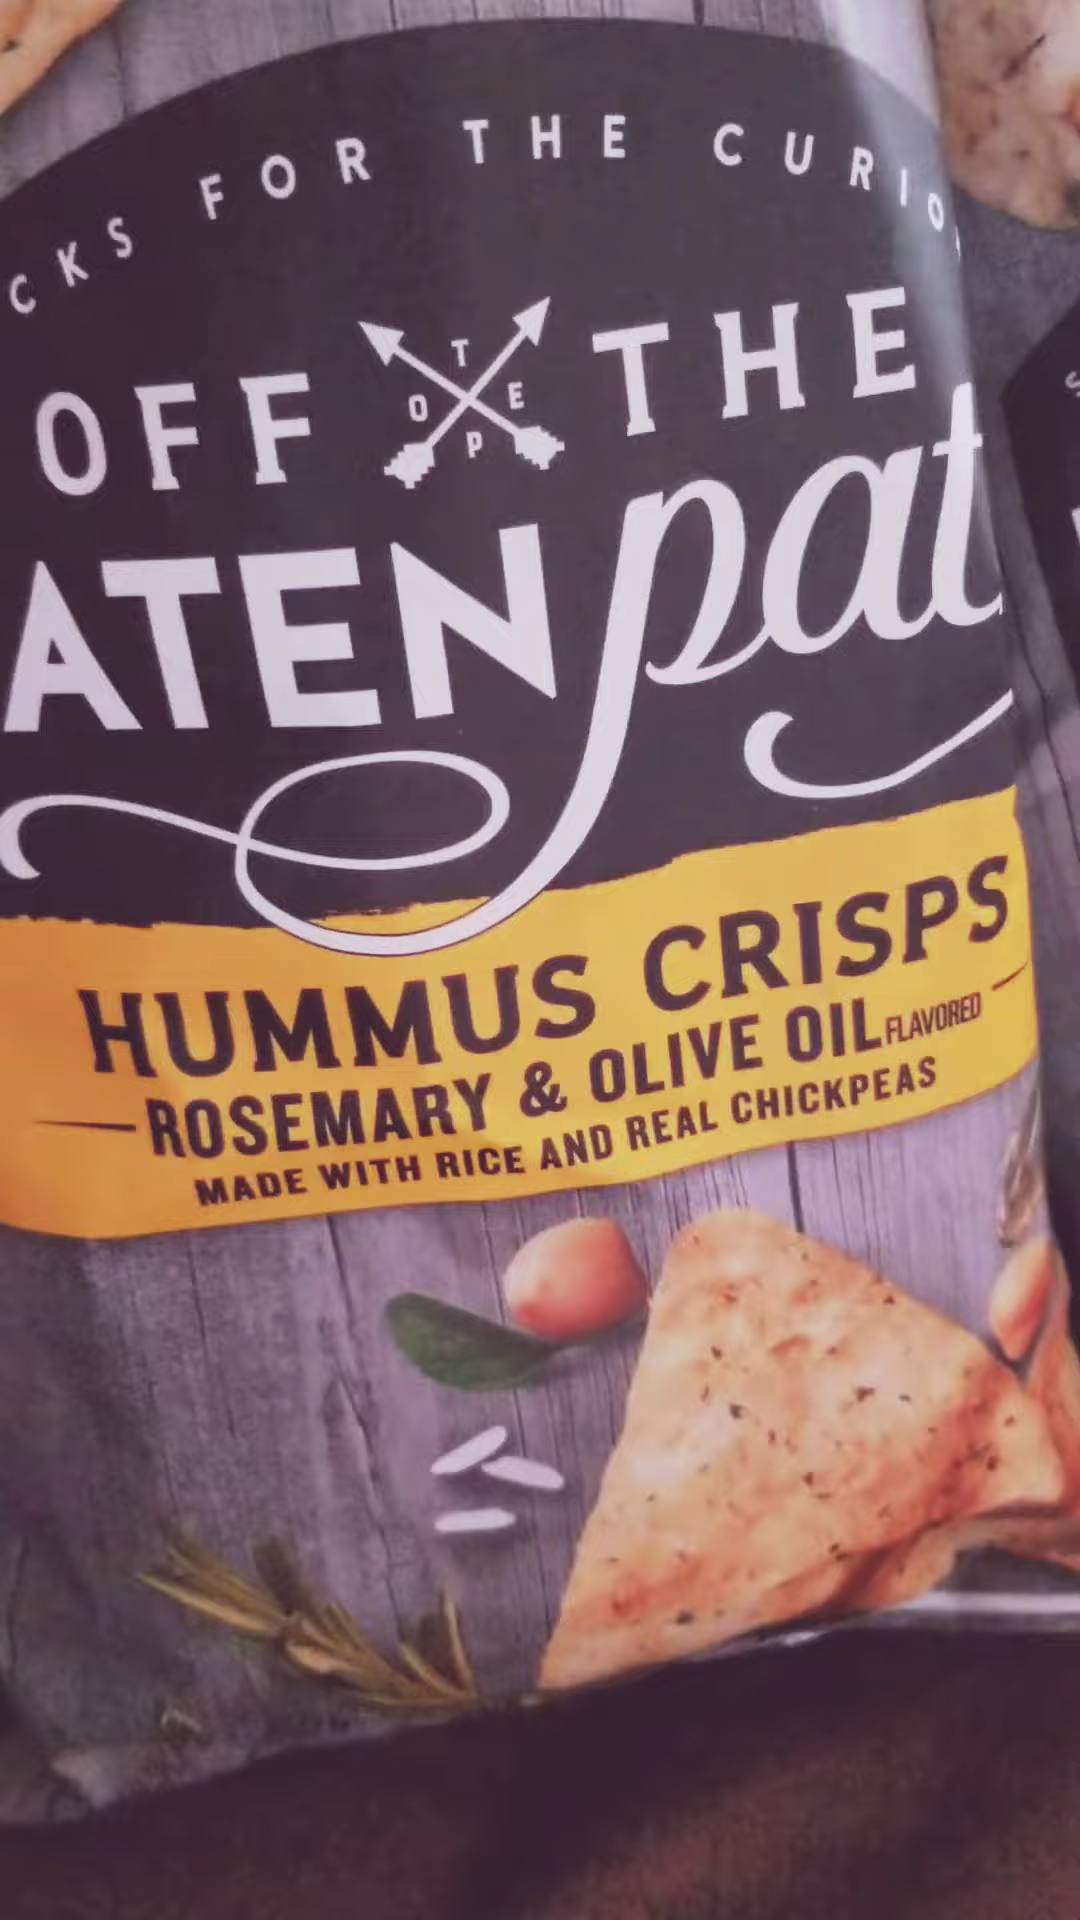 CKS FOR THE CURIO
OFF THE
T
O E
P
ATEN pat
HUMMUS CRISPS
ROSEMARY & OLIVE OIL FLAVORED
MADE WITH RICE AND REAL CHICKPEAS